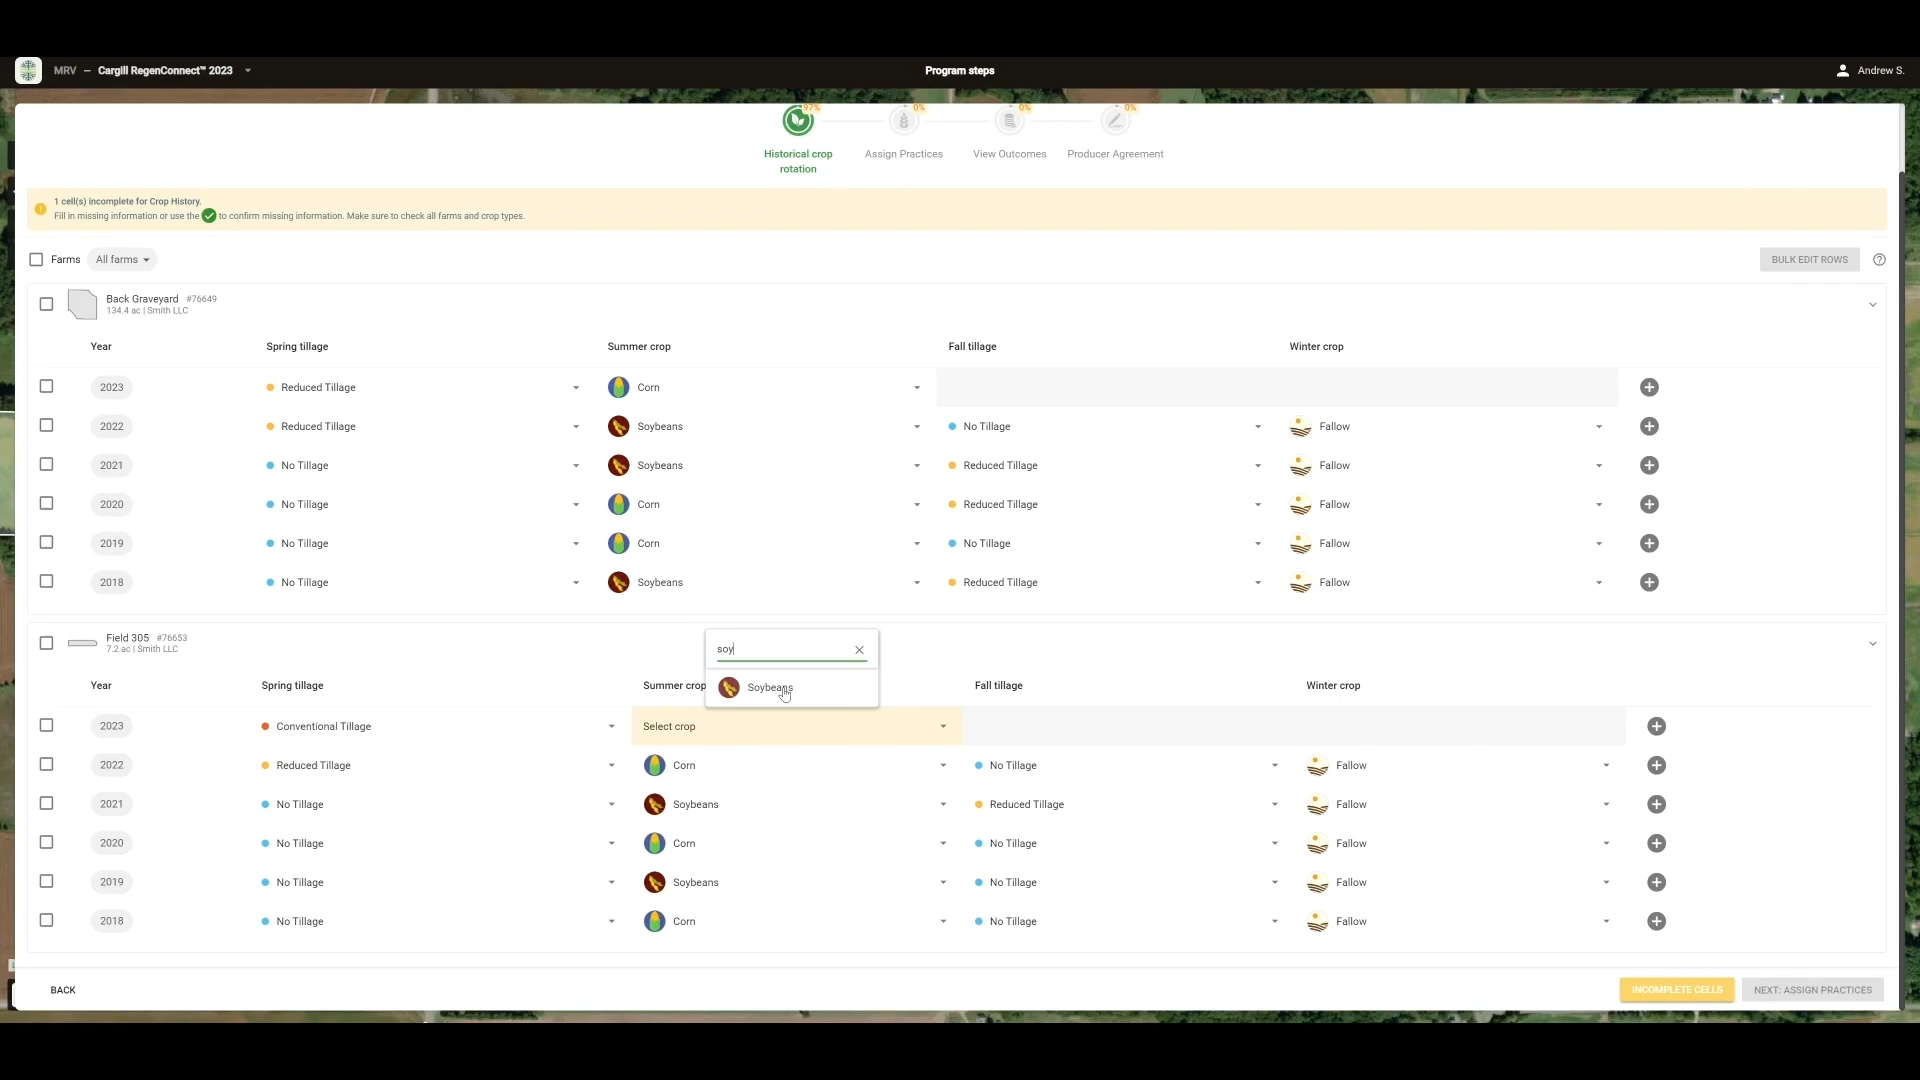 MRV – Cargill RegenConnect™ 2023
Program steps
Andrew S.
97%
0%
0%
0%
Historical crop
rotation
Assign Practices
View Outcomes
Producer Agreement
1 cell(s) incomplete for Crop History.
Fill in missing information or use the to confirm missing information. Make sure to check all farms and crop types.
Farms
All farms
BULK EDIT ROWS
Back Graveyard #76649
134.4 ac | Smith LLC
Year Spring tillage Summer crop Fall tillage Winter crop
2023 Reduced Tillage Corn
2022 Reduced Tillage Soybeans No Tillage Fallow
2021 No Tillage Soybeans Reduced Tillage Fallow
2020 No Tillage Corn Reduced Tillage Fallow
2019 No Tillage Corn No Tillage Fallow
2018 No Tillage Soybeans Reduced Tillage Fallow
Field 305 #76653
7.2 ac | Smith LLC
soy
Soybeans
Year Spring tillage Summer crop Fall tillage Winter crop
2023 Conventional Tillage Select crop
2022 Reduced Tillage Corn No Tillage Fallow
2021 No Tillage Soybeans Reduced Tillage Fallow
2020 No Tillage Corn No Tillage Fallow
2019 No Tillage Soybeans No Tillage Fallow
2018 No Tillage Corn No Tillage Fallow
BACK
INCOMPLETE CELLS
NEXT: ASSIGN PRACTICES